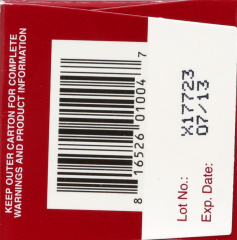 KEEP OUTER CARTON FOR COMPLETE
WARNINGS AND PRODUCT INFORMATION
8 16526 01004 7
X17723
07/13
Lot No.:
Exp. Date: